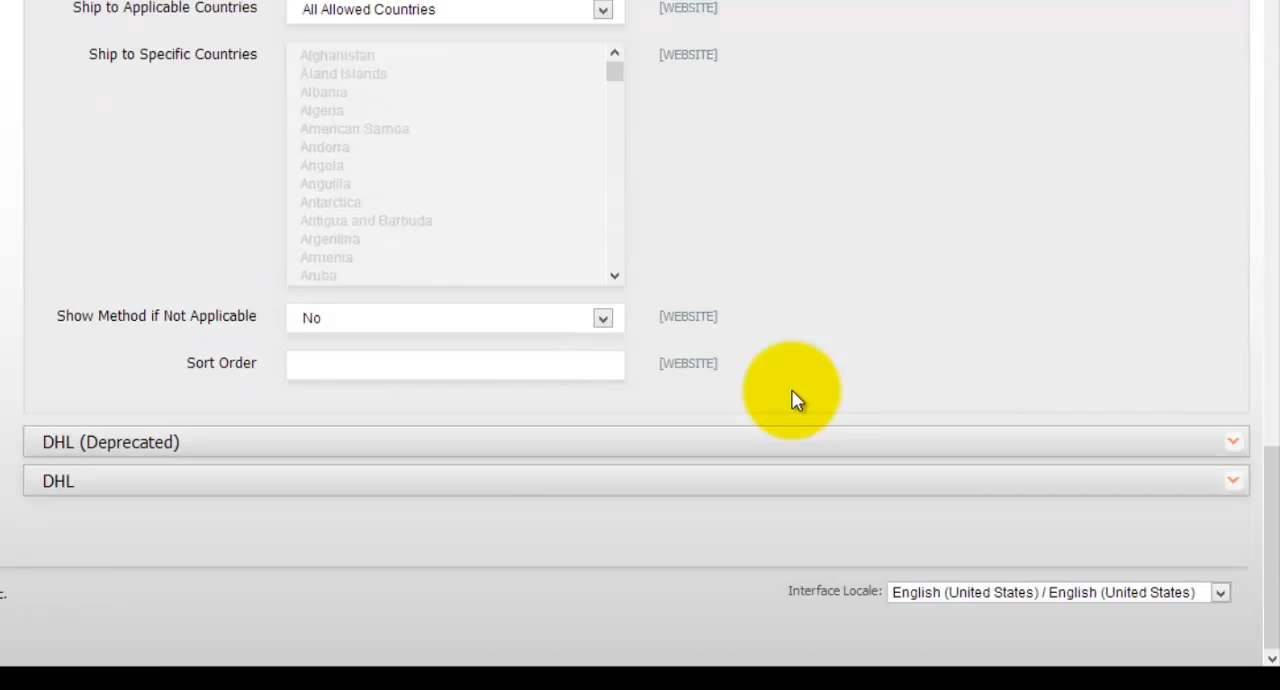 Ship to Applicable Countries All Allowed Countries [WEBSITE]
Ship to Specific Countries [WEBSITE]
Afghanistan
Åland Islands
Albania
Algeria
American Samoa
Andorra
Angola
Anguilla
Antarctica
Antigua and Barbuda
Argentina
Armenia
Aruba
Show Method if Not Applicable No [WEBSITE]
Sort Order [WEBSITE]
DHL (Deprecated)
DHL
c. Interface Locale: English (United States) / English (United States)